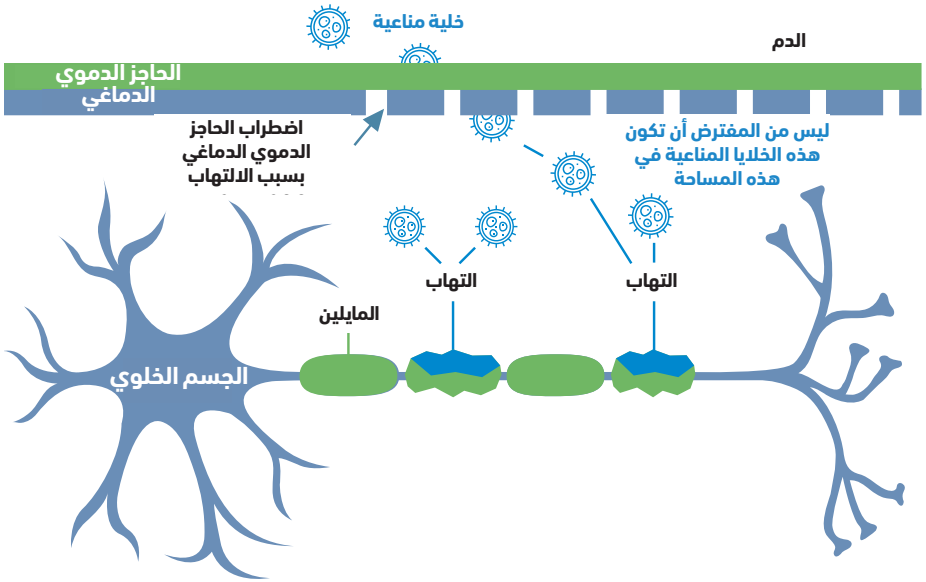 خلية مناعية
الدم
الحاجز الدموي
الدماغي
اضطراب الحاجز
الدموي الدماغي
بسبب الالتهاب
ليس من المفترض أن تكون
هذه الخلايا المناعية في
هذه المساحة
التهاب
التهاب
المايلين
الجسم الخلوي